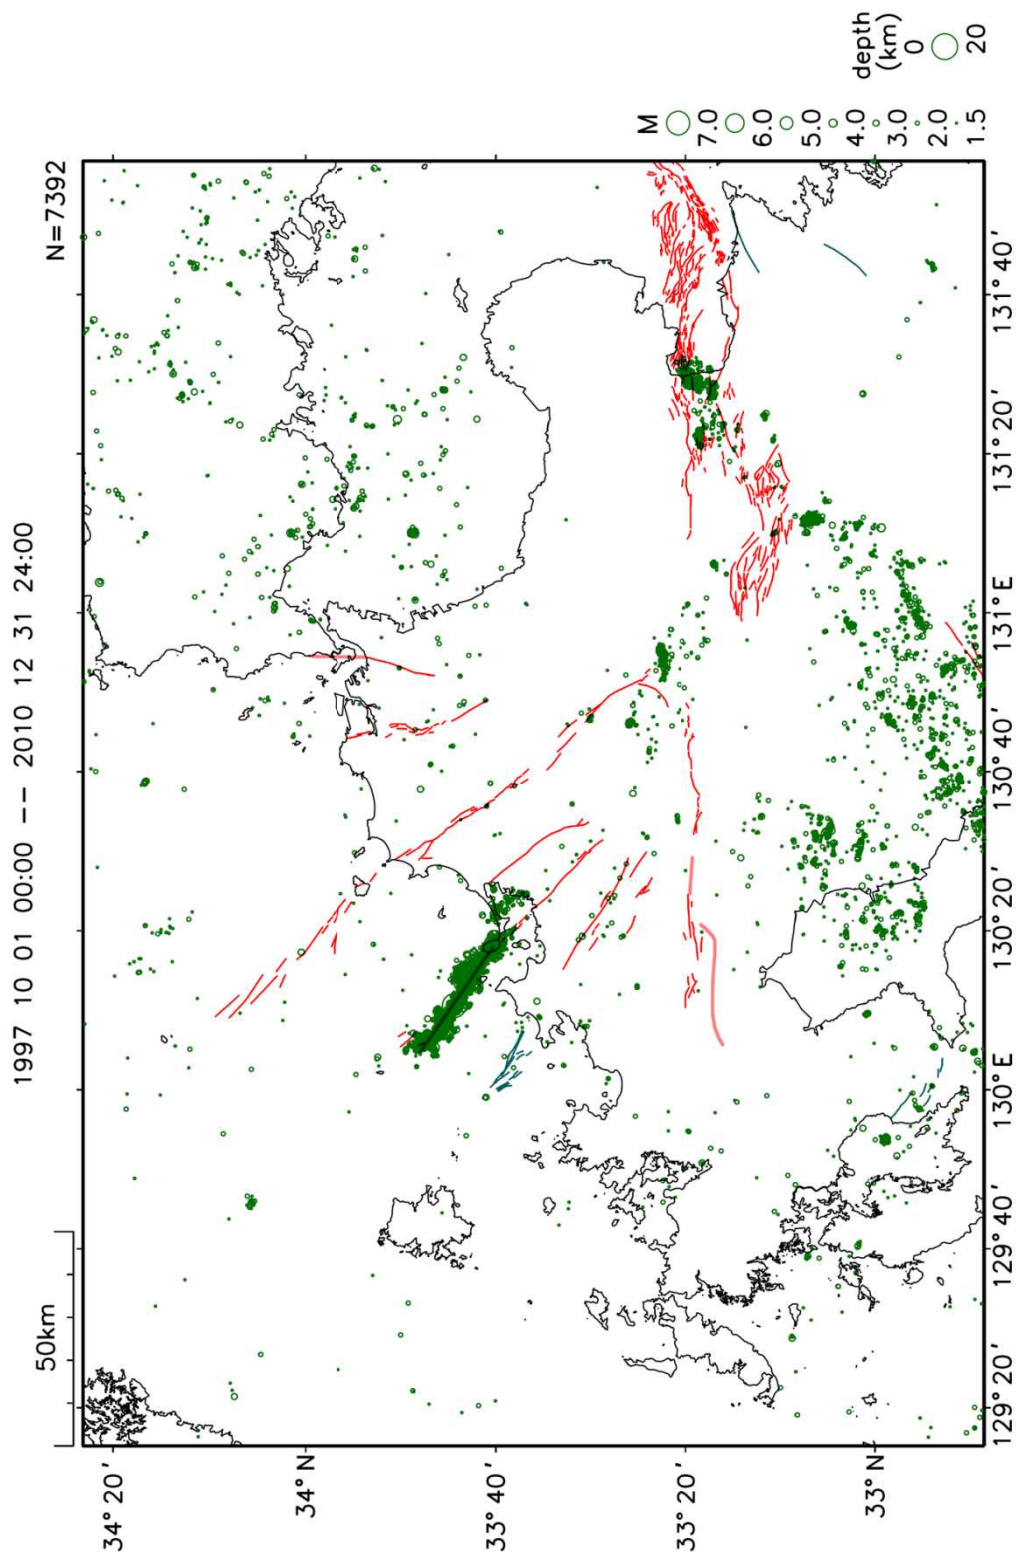 1997 10 01 00:00 -- 2010 12 31 24:00
N=7392
50km
34° 20 ′
34° N
33° 40 ′
33° 20 ′
33°
129° 20 ′
129° 40 ′
130° E
130° 20 ′
130° 40 ′
131° E
131° 20 ′
131° 40 ′
M
7.0
6.0
5.0
4.0
3.0
2.0
1.5
depth
(km)
0
20